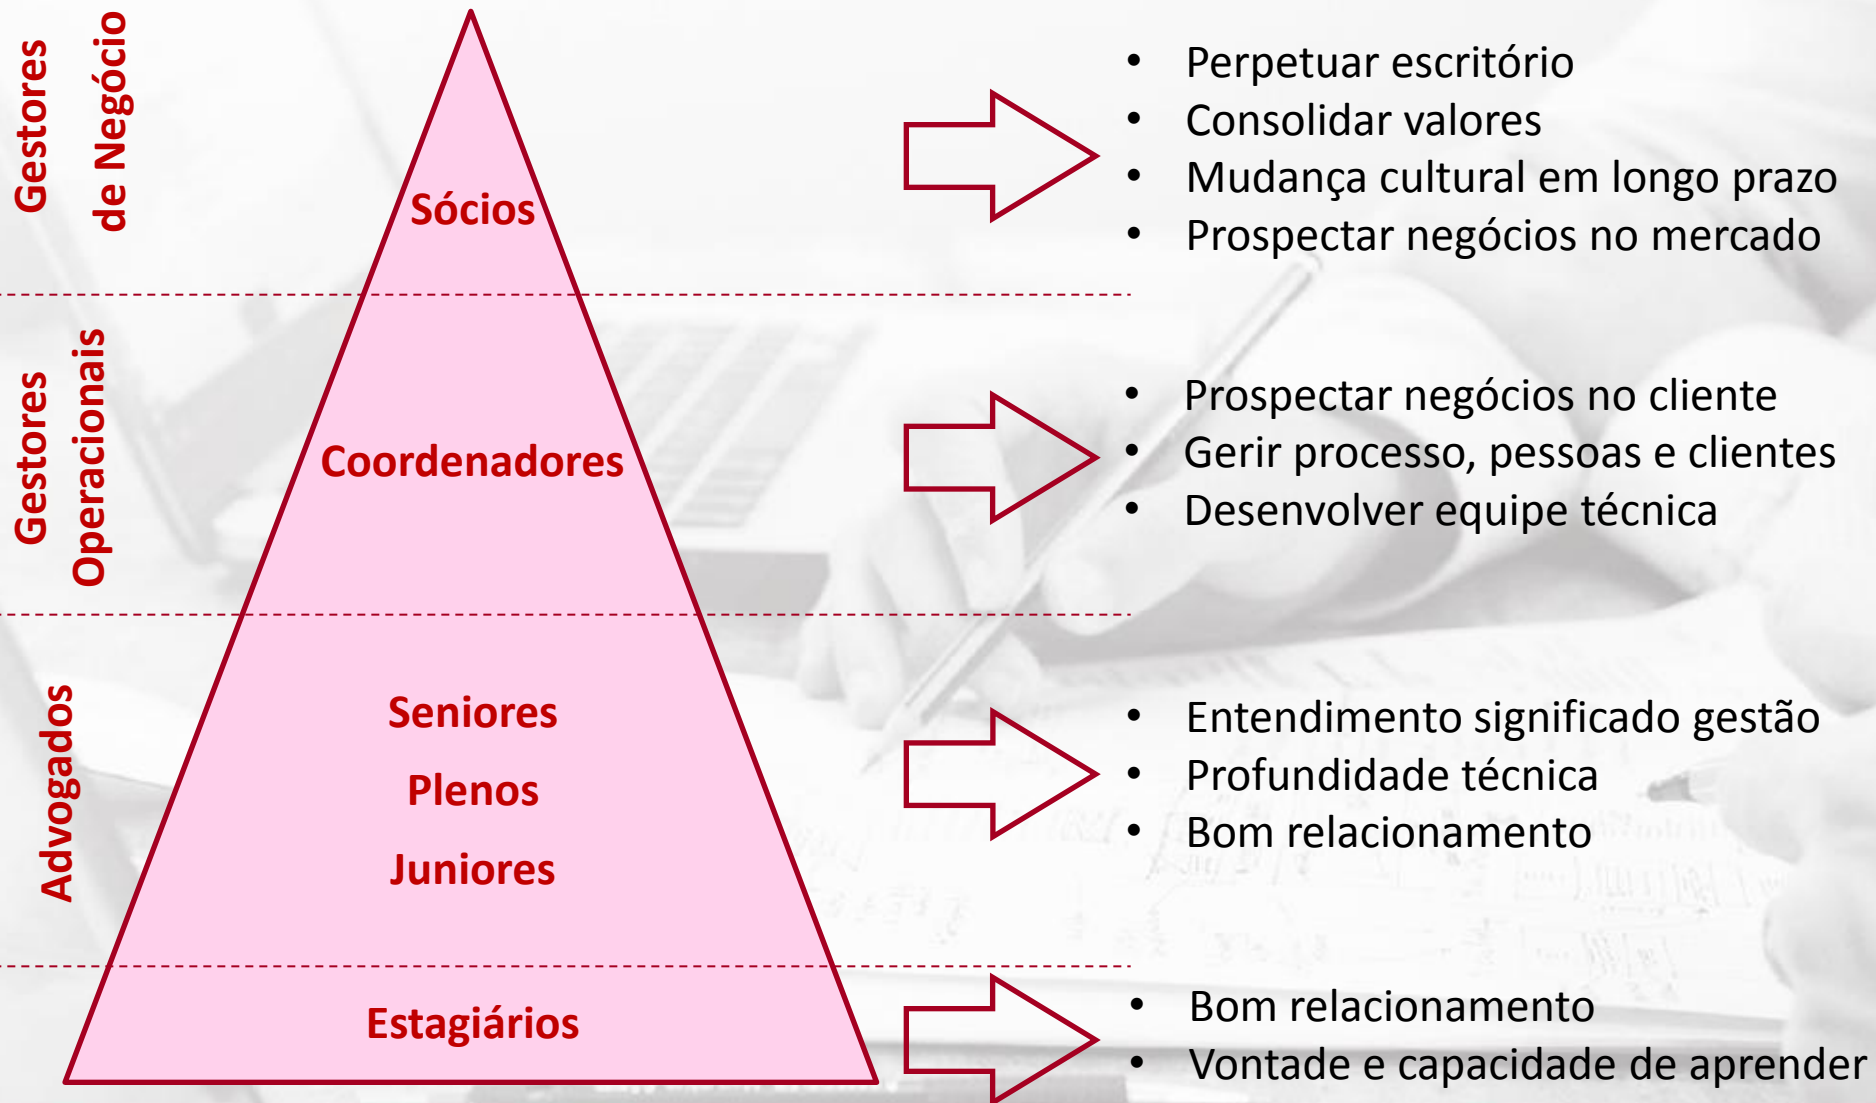 Gestores
de Negócio
Sócios
• Perpetuar escritório
• Consolidar valores
• Mudança cultural em longo prazo
• Prospectar negócios no mercado
Gestores
Operacionais
Coordenadores
• Prospectar negócios no cliente
• Gerir processo, pessoas e clientes
• Desenvolver equipe técnica
Advogados
Seniores
Plenos
Juniores
• Entendimento significado gestão
• Profundidade técnica
• Bom relacionamento
Estagiários
• Bom relacionamento
• Vontade e capacidade de aprender